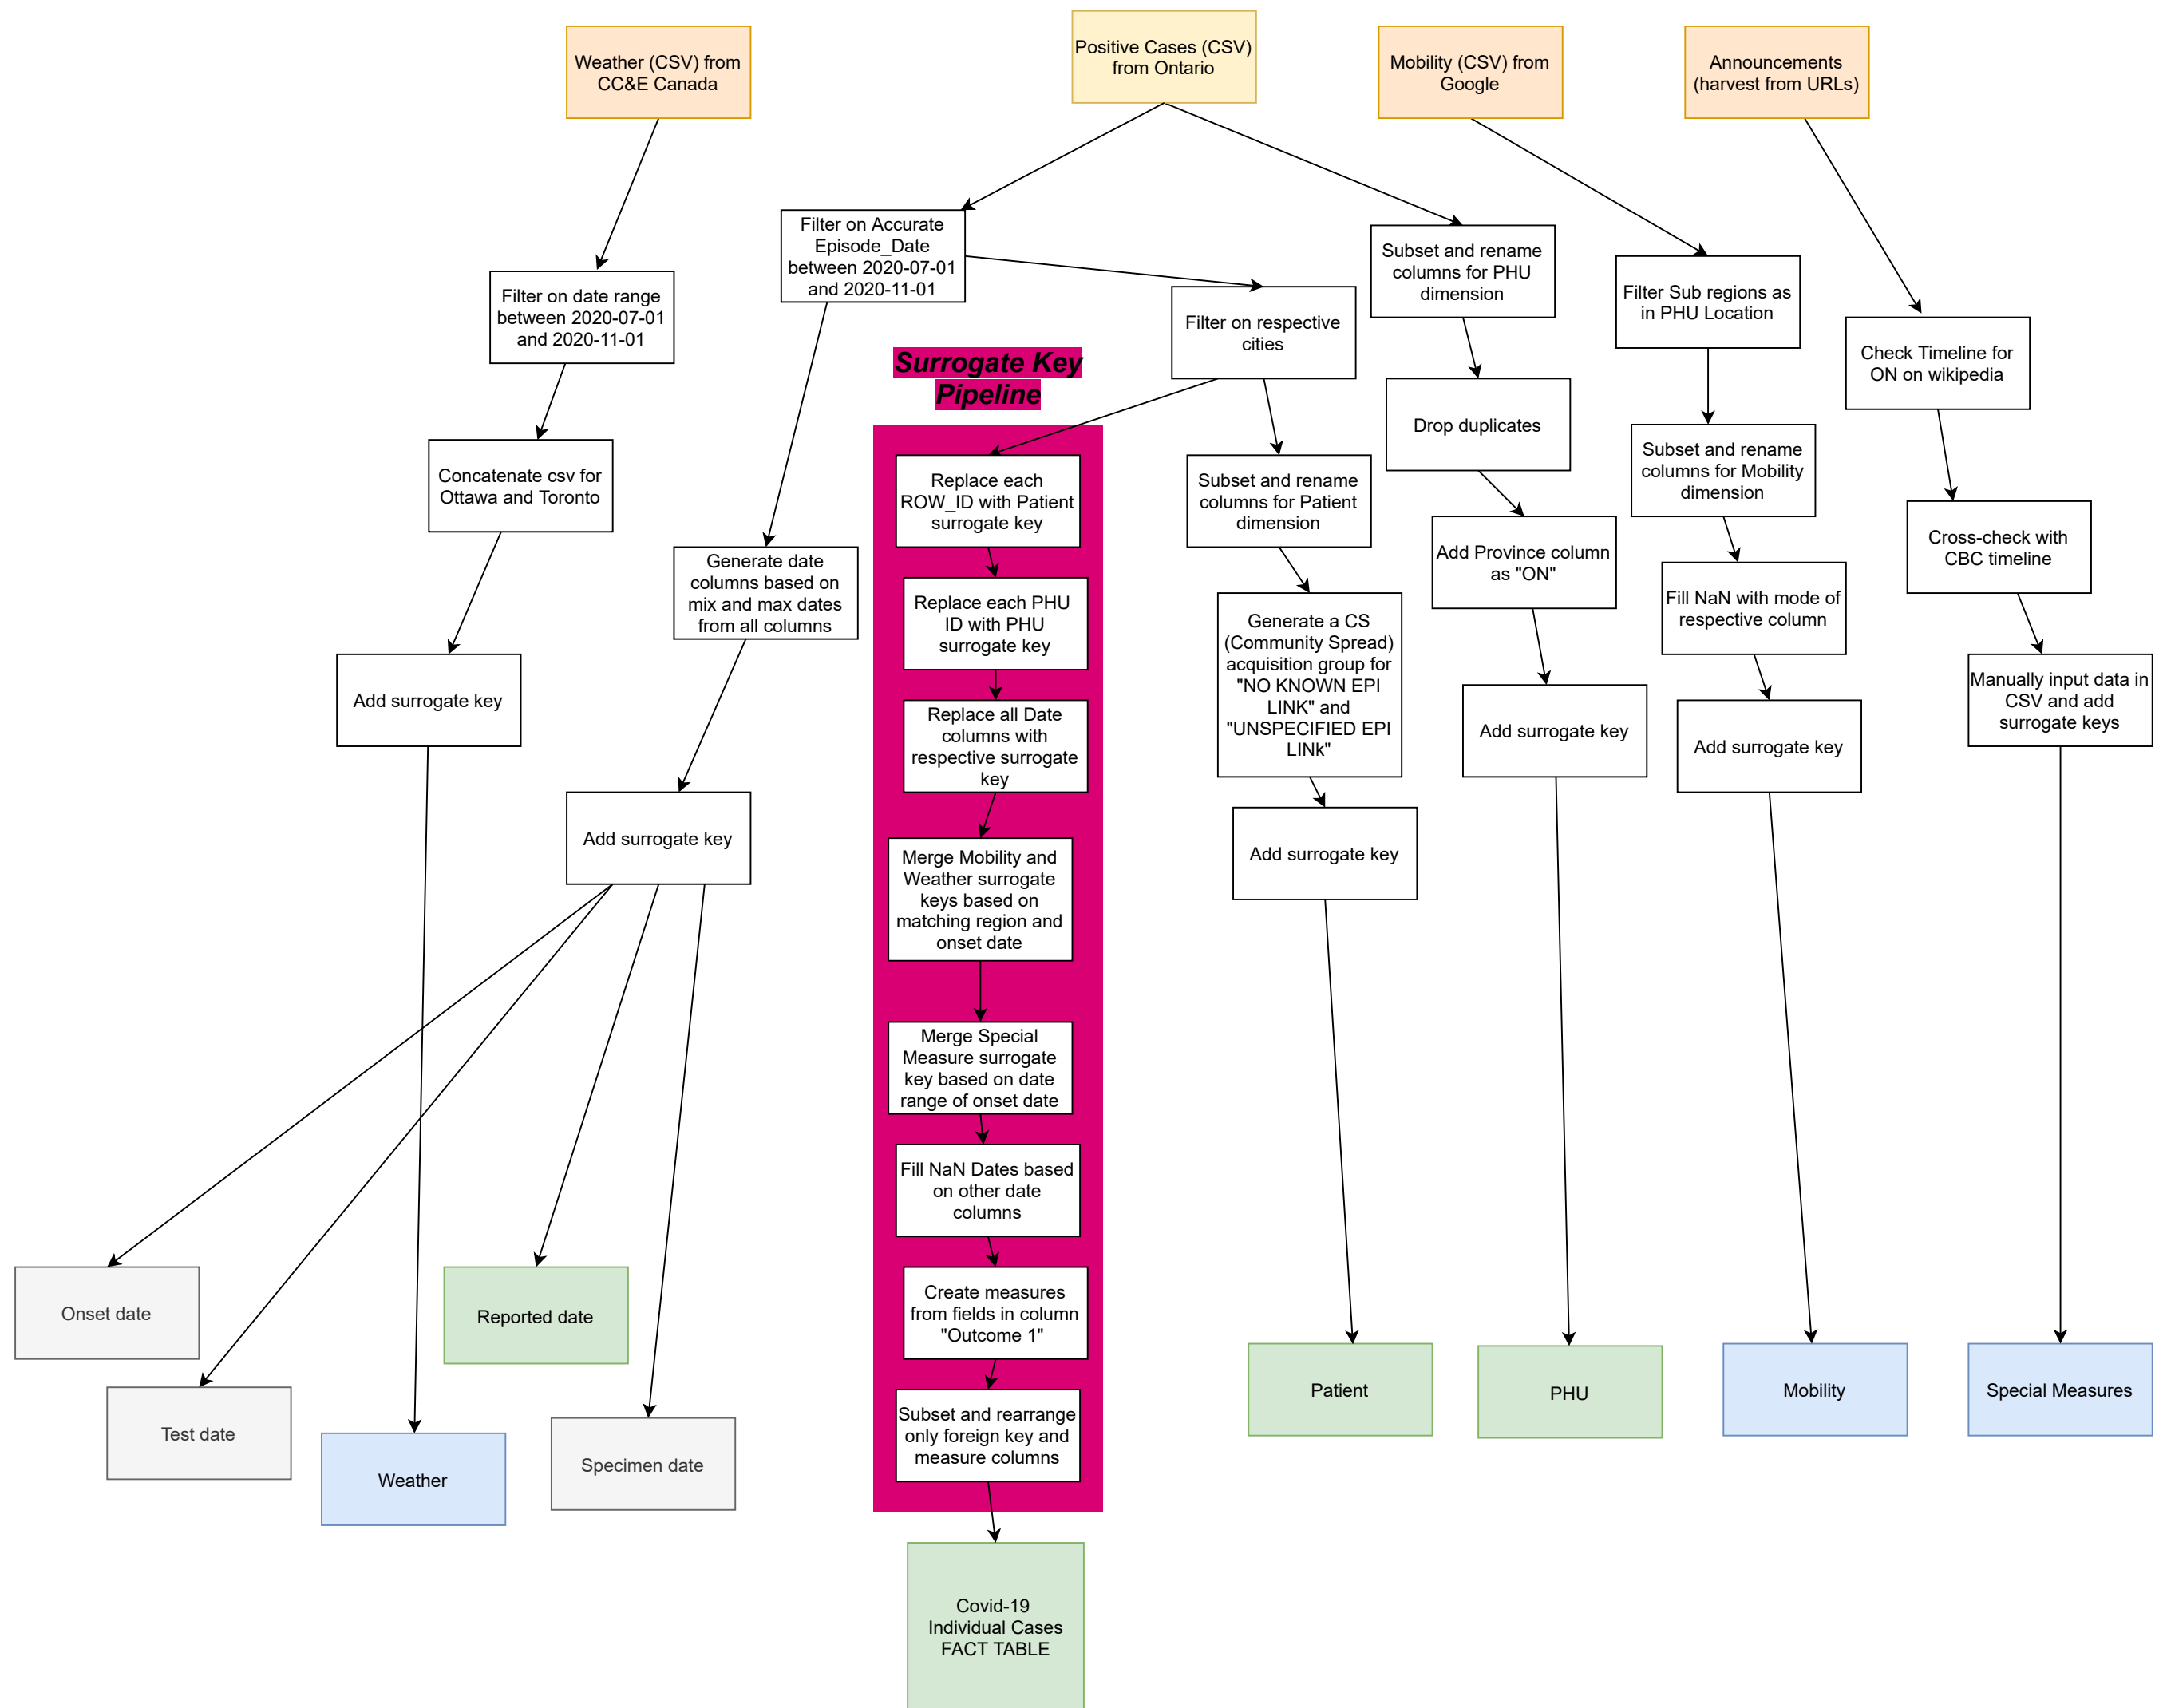 Weather (CSV) from
CC&E Canada
Positive Cases (CSV)
from Ontario
Mobility (CSV) from
Google
Announcements
(harvest from URLs)
Filter on Accurate
Episode_Date
between 2020-07-01
and 2020-11-01
Subset and rename
columns for PHU
dimension
Filter Sub regions as
in PHU Location
Filter on date range
between 2020-07-01
and 2020-11-01
Filter on respective
cities
Check Timeline for
ON on wikipedia
Surrogate Key
Pipeline
Drop duplicates
Concatenate csv for
Ottawa and Toronto
Replace each
ROW_ID with Patient
surrogate key
Subset and rename
columns for Patient
dimension
Subset and rename
columns for Mobility
dimension
Add Province column
as "ON"
Cross-check with
CBC timeline
Generate date
columns based on
mix and max dates
from all columns
Replace each PHU
ID with PHU
surrogate key
Generate a CS
(Community Spread)
acquisition group for
"NO KNOWN EPI
LINK" and
"UNSPECIFIED EPI
LINk"
Fill NaN with mode of
respective column
Add surrogate key
Replace all Date
columns with
respective surrogate
key
Add surrogate key
Add surrogate key
Manually input data in
CSV and add
surrogate keys
Add surrogate key
Merge Mobility and
Weather surrogate
keys based on
matching region and
onset date
Add surrogate key
Merge Special
Measure surrogate
key based on date
range of onset date
Fill NaN Dates based
on other date
columns
Onset date
Reported date
Create measures
from fields in column
"Outcome 1"
Patient
PHU
Mobility
Special Measures
Test date
Weather
Specimen date
Subset and rearrange
only foreign key and
measure columns
Covid-19
Individual Cases
FACT TABLE